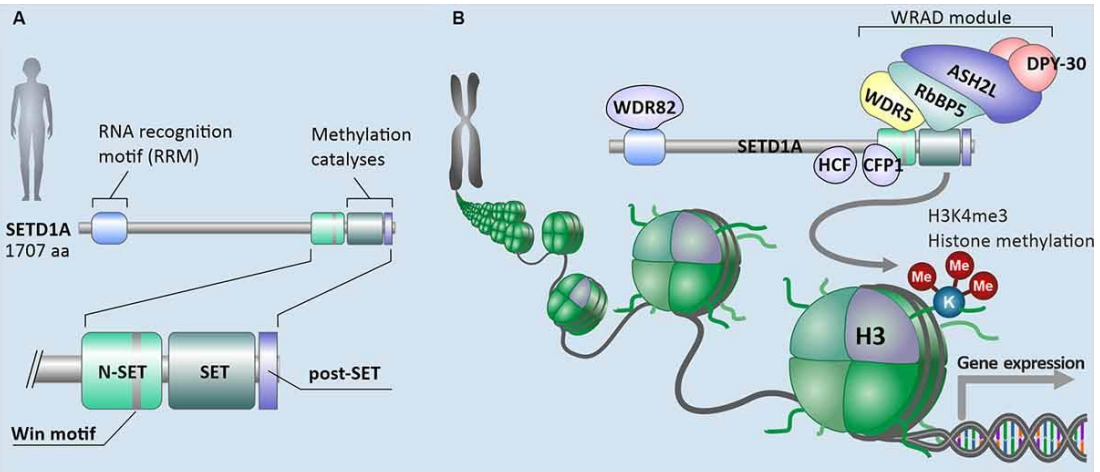 A
RNA recognition
motif (RRM)
Methylation
catalyses
SETD1A
1707 aa
N-SET
SET
post-SET
Win motif
B
WRAD module
DPY-30
ASH2L
RbBP5
WDR5
WDR82
SETD1A
HCF
CFP1
H3K4me3
Histone methylation
Me
Me
Me
K
H3
Gene expression